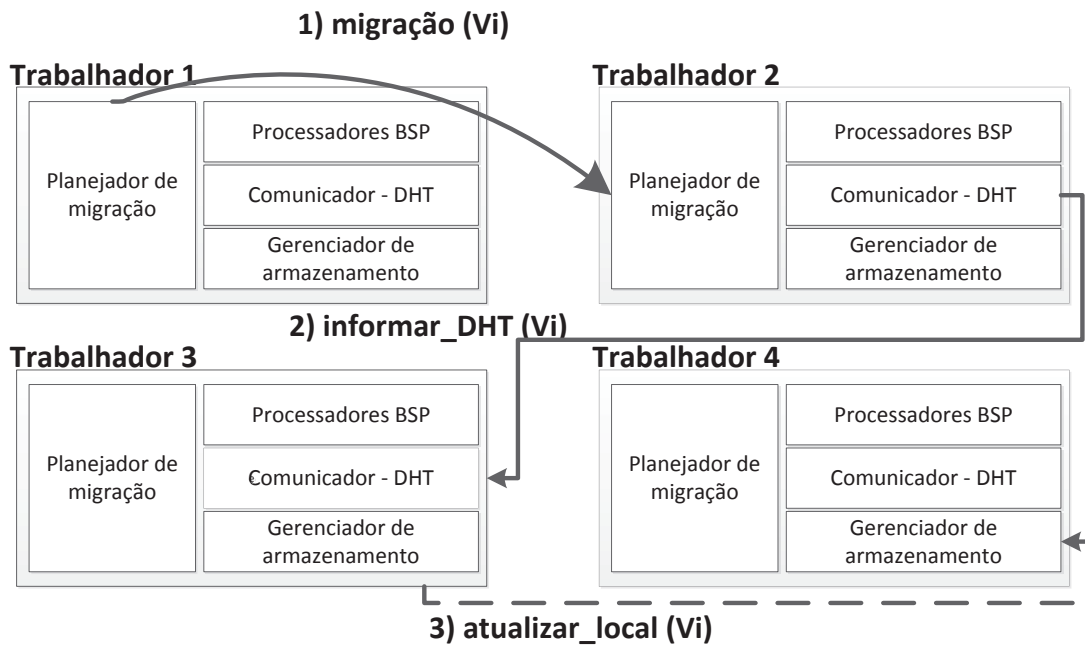 1) migração (Vi)
Trabalhador 1
Trabalhador 2
Planejador de
migração
Processadores BSP
Comunicador - DHT
Gerenciador de
armazenamento
Planejador de
migração
Processadores BSP
Comunicador - DHT
Gerenciador de
armazenamento
2) informar_DHT (Vi)
Trabalhador 3
Trabalhador 4
Planejador de
migração
Processadores BSP
Comunicador - DHT
Gerenciador de
armazenamento
Planejador de
migração
Processadores BSP
Comunicador - DHT
Gerenciador de
armazenamento
3) atualizar_local (Vi)